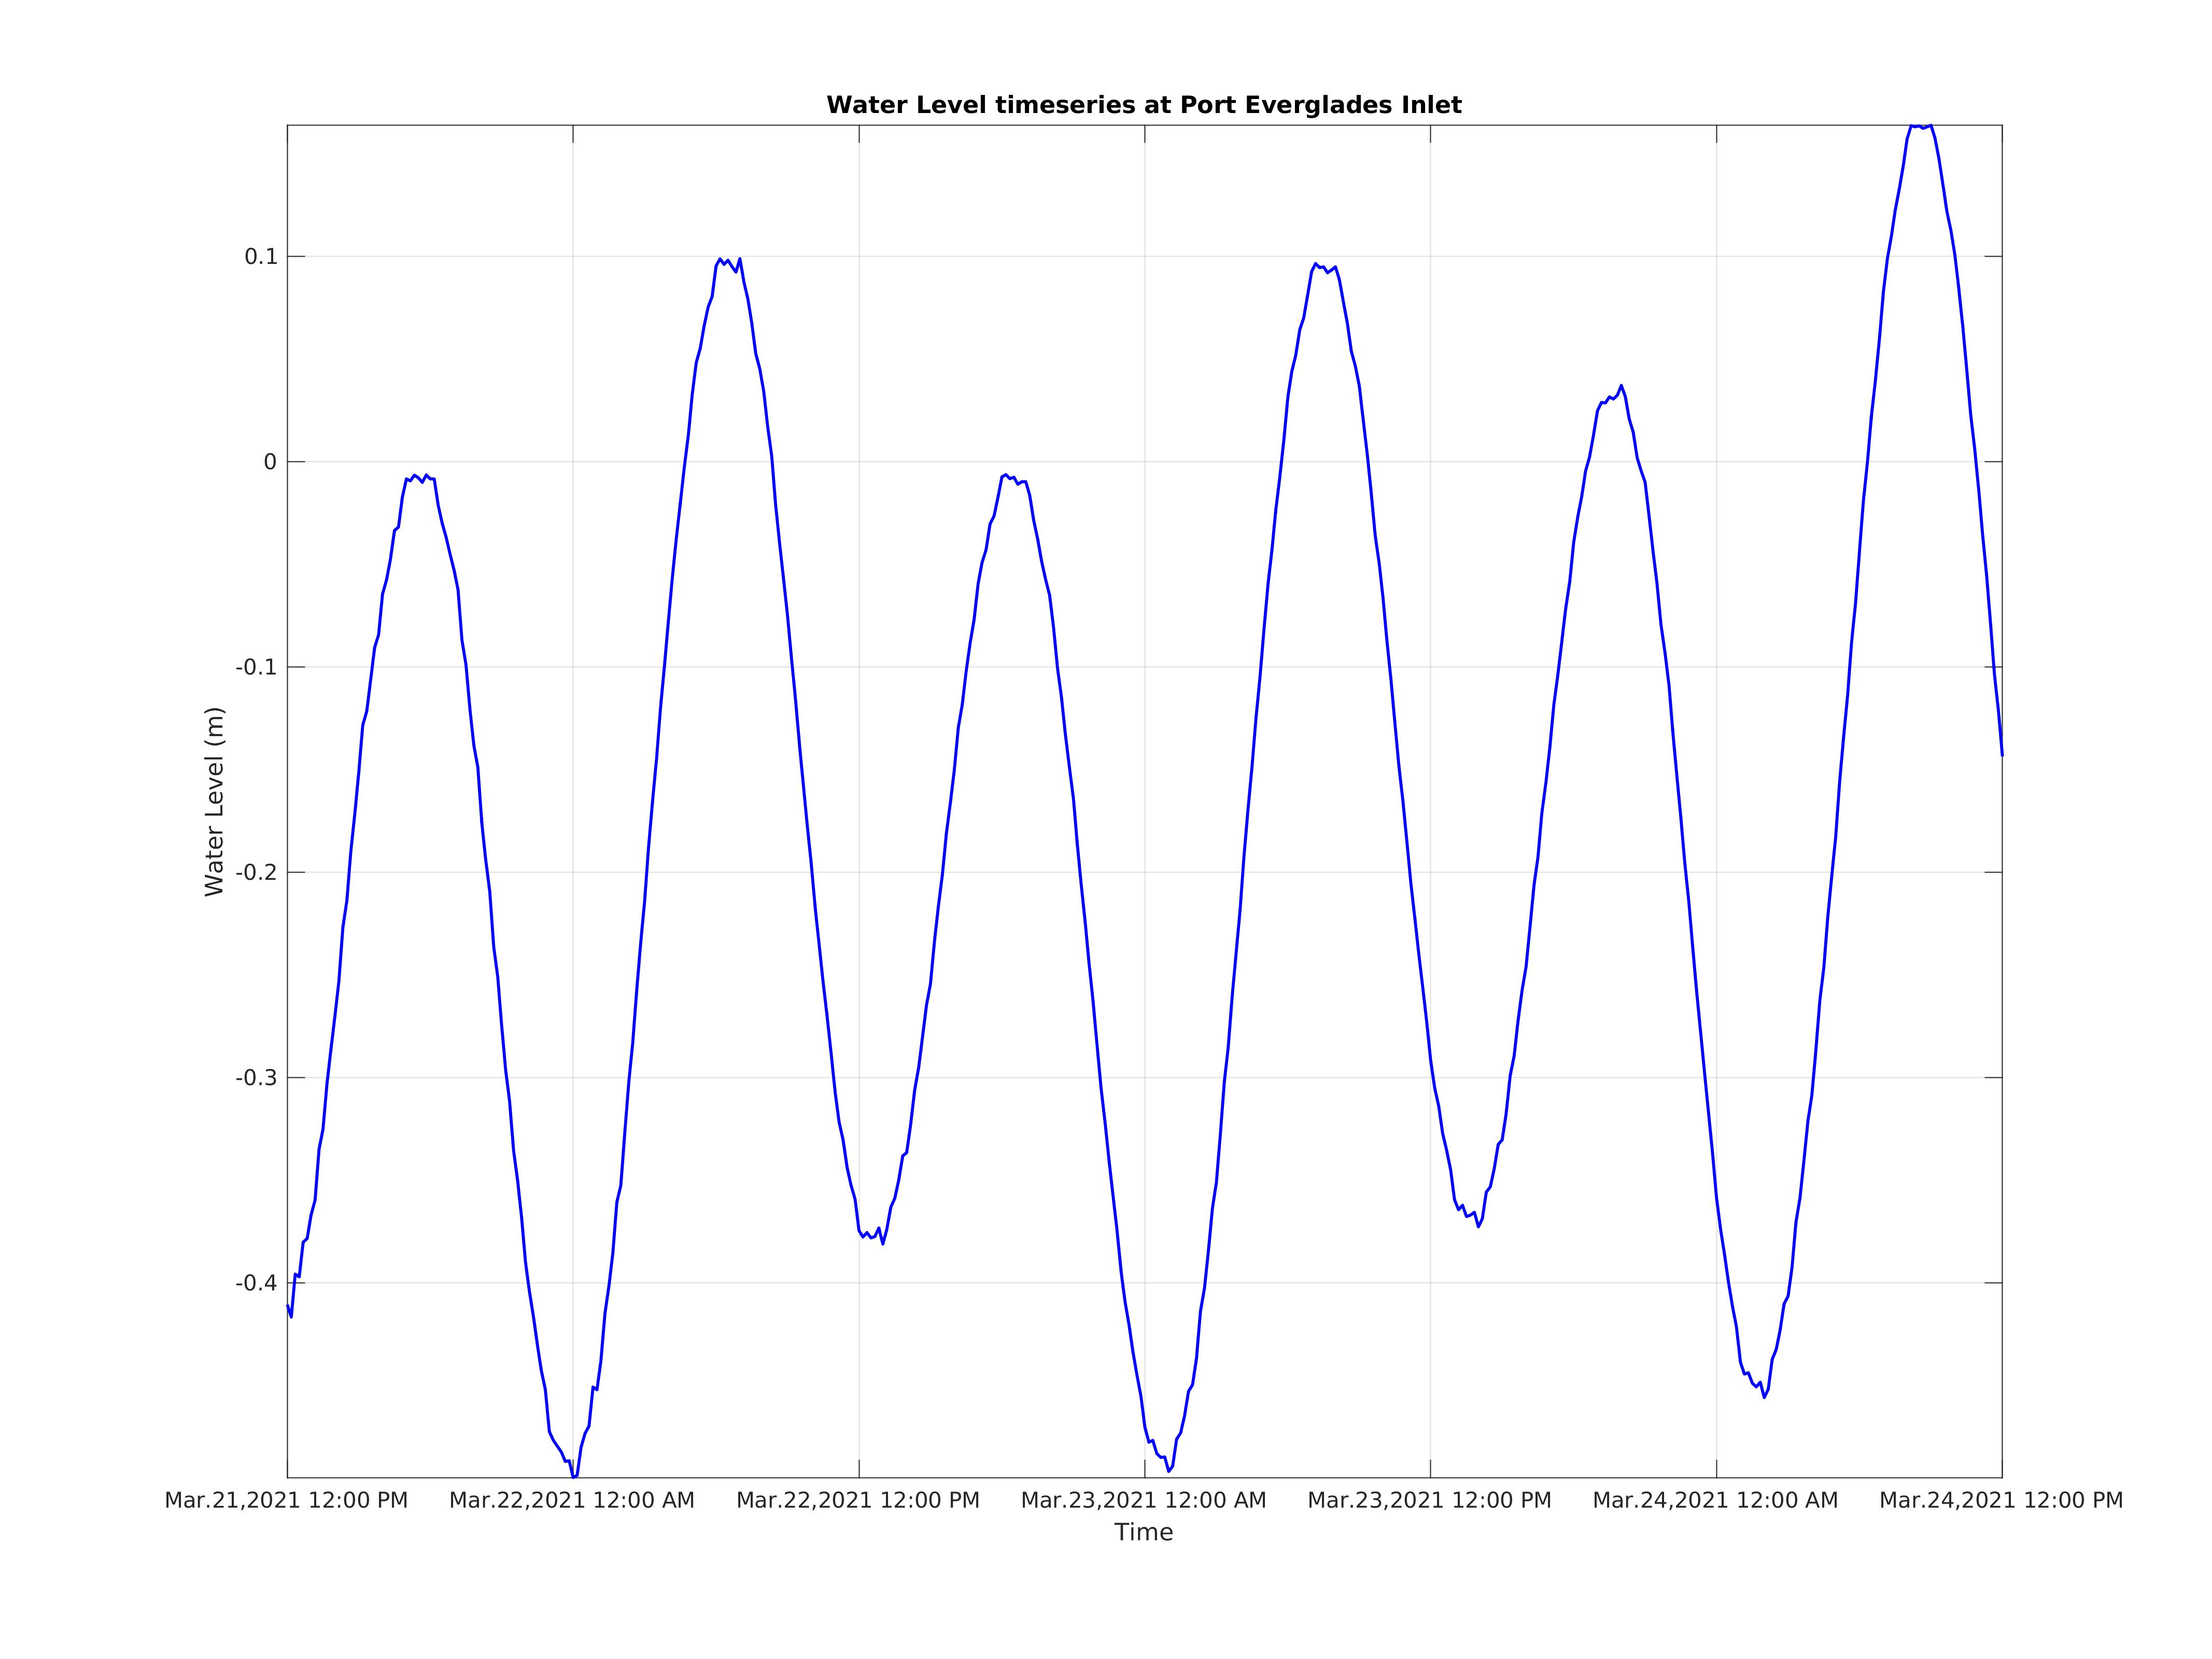 Water Level timeseries at Port Everglades Inlet
0.1
0
-0.1
-0.2
-0.3
-0.4
Water Level (m)
Mar.21,2021 12:00 PM Mar.22,2021 12:00 AM Mar.22,2021 12:00 PM Mar.23,2021 12:00 AM Mar.23,2021 12:00 PM Mar.24,2021 12:00 AM Mar.24,2021 12:00 PM
Time